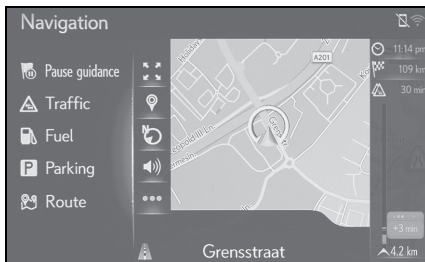 Navigation
Pause guidance
Traffic
Fuel
P Parking
Route
N
A201
Grensstr
Grensstraat
11:14 pm
109 km
30 min
+3 min
4.2 km